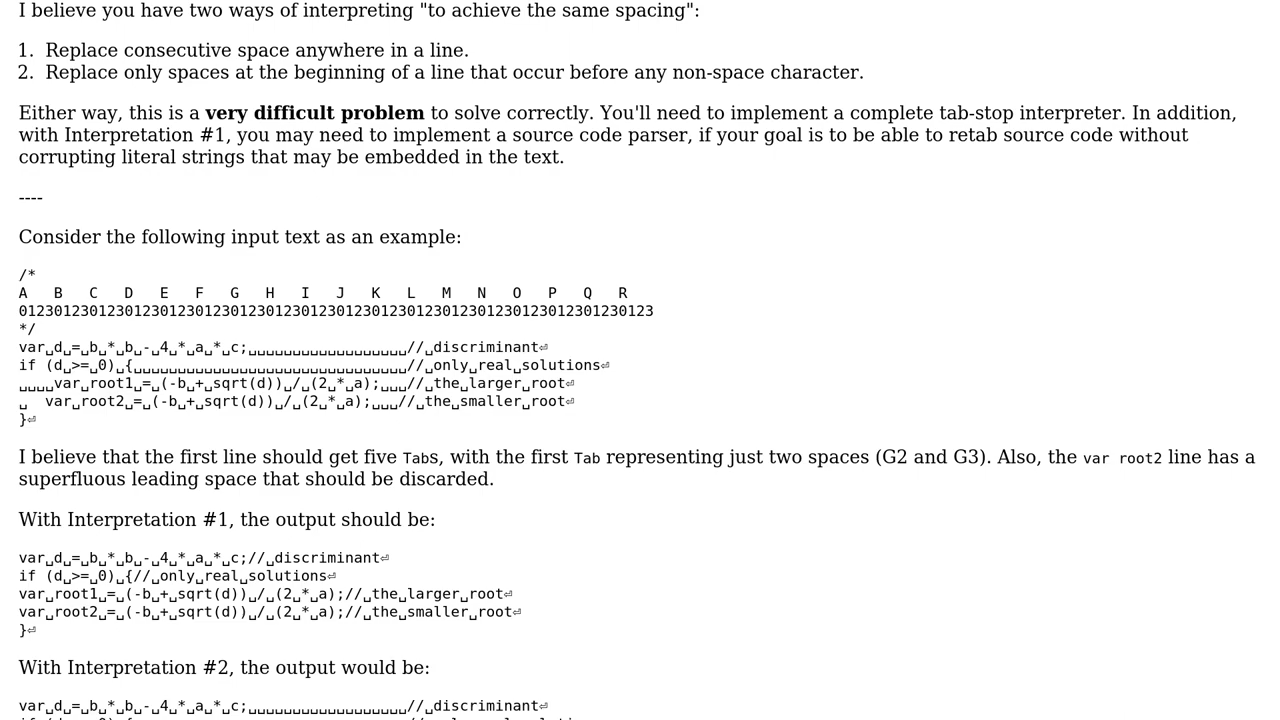 I believe you have two ways of interpreting "to achieve the same spacing":
1. Replace consecutive space anywhere in a line.
2. Replace only spaces at the beginning of a line that occur before any non-space character.
Either way, this is a very difficult problem to solve correctly. You'll need to implement a complete tab-stop interpreter. In addition,
with Interpretation #1, you may need to implement a source code parser, if your goal is to be able to retab source code without
corrupting literal strings that may be embedded in the text.
----
Consider the following input text as an example:
/*
A   B   C   D   E   F   G   H   I   J   K   L   M   N   O   P   Q   R
012301230123012301230123012301230123012301230123012301230123012301230123
*/
var␣d␣=␣b␣*␣b␣-␣4␣*␣a␣*␣c;␣␣␣␣␣␣␣␣␣␣␣␣␣␣␣␣␣␣//␣discriminant⏎
if (d␣>=␣0)␣{␣␣␣␣␣␣␣␣␣␣␣␣␣␣␣␣␣␣␣␣␣␣␣␣␣␣␣␣␣␣␣//␣only␣real␣solutions⏎
␣␣␣␣var␣root1␣=␣(-b␣+␣sqrt(d))␣/␣(2␣*␣a);␣␣␣//␣the␣larger␣root⏎
␣  var␣root2␣=␣(-b␣+␣sqrt(d))␣/␣(2␣*␣a);␣␣␣//␣the␣smaller␣root⏎
}⏎
I believe that the first line should get five Tabs, with the first Tab representing just two spaces (G2 and G3). Also, the var root2 line has a
superfluous leading space that should be discarded.
With Interpretation #1, the output should be:
var␣d␣=␣b␣*␣b␣-␣4␣*␣a␣*␣c;//␣discriminant⏎
if (d␣>=␣0)␣{//␣only␣real␣solutions⏎
var␣root1␣=␣(-b␣+␣sqrt(d))␣/␣(2␣*␣a);//␣the␣larger␣root⏎
var␣root2␣=␣(-b␣+␣sqrt(d))␣/␣(2␣*␣a);//␣the␣smaller␣root⏎
}⏎
With Interpretation #2, the output would be:
var␣d␣=␣b␣*␣b␣-␣4␣*␣a␣*␣c;␣␣␣␣␣␣␣␣␣␣␣␣␣␣␣␣␣␣//␣discriminant⏎